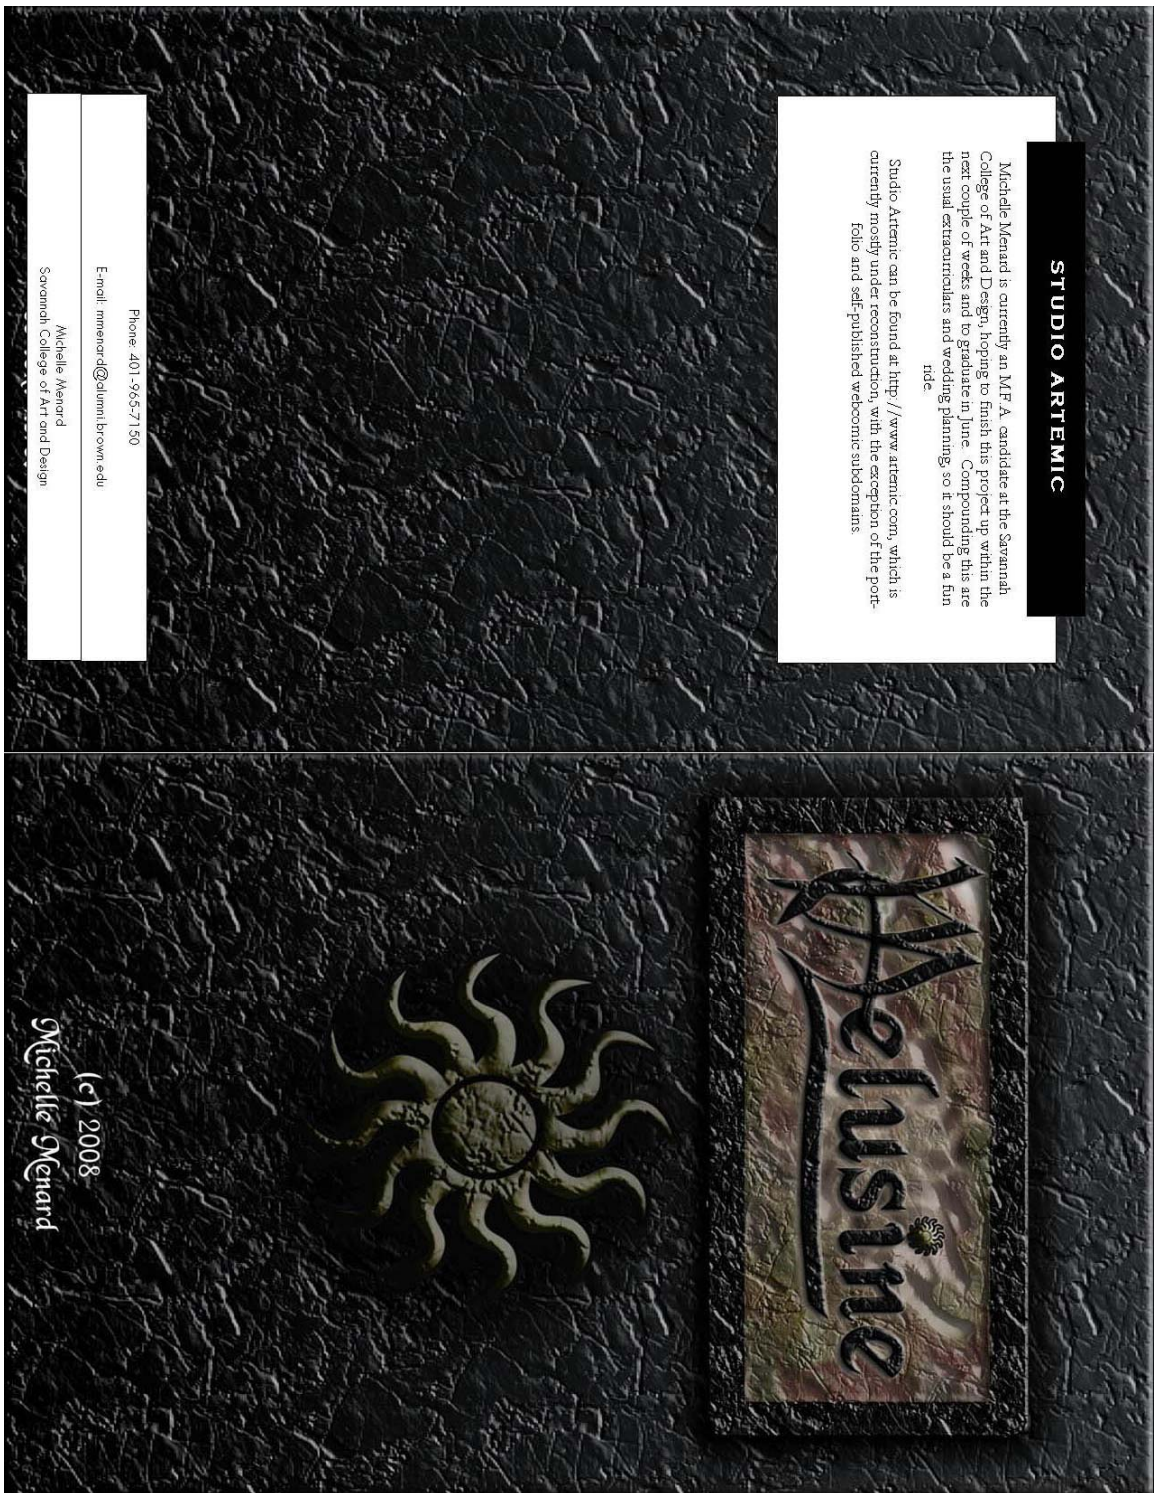 STUDIO ARTEMIC
Michelle Menard is currently an M.F.A. candidate at the Savannah
College of Art and Design, hoping to finish this project up within the
next couple of weeks and to graduate in June. Compounding this are
the usual extracurriculars and wedding planning, so it should be a fun
ride.
Studio Artemic can be found at http://www.artemic.com, which is
currently mostly under reconstruction, with the exception of the port-
folio and self-published webcomic subdomains.
Phone: 401-965-7150
E-mail: mmenard@alumni.brown.edu
Michelle Menard
Savannah College of Art and Design
Melusine
(c) 2008
Michelle Menard